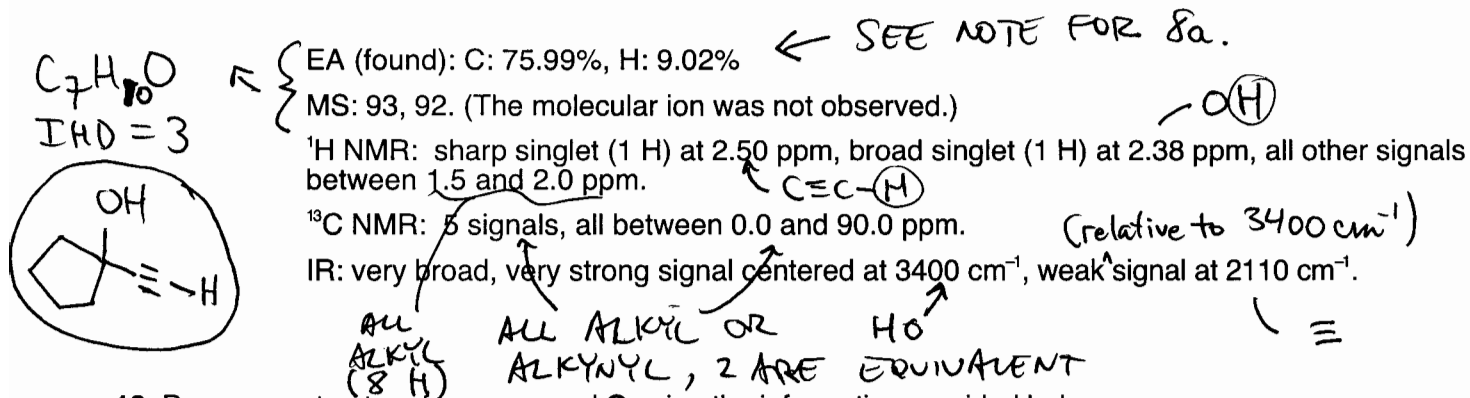 ← SEE NOTE FOR 8a.
C₇H₁₀O
IHD = 3
EA (found): C: 75.99%, H: 9.02%
MS: 93, 92. (The molecular ion was not observed.)
OH
¹H NMR: sharp singlet (1 H) at 2.50 ppm, broad singlet (1 H) at 2.38 ppm, all other signals
between 1.5 and 2.0 ppm.
C≡C-H
OH
¹³C NMR: 5 signals, all between 0.0 and 90.0 ppm.
(relative to 3400 cm⁻¹)
IR: very broad, very strong signal centered at 3400 cm⁻¹, weak ^ signal at 2110 cm⁻¹.
≡-H
ALL ALKYL (8 H)
ALL ALKYL OR
ALKYNYL, 2 ARE EQUIVALENT
HO
≡